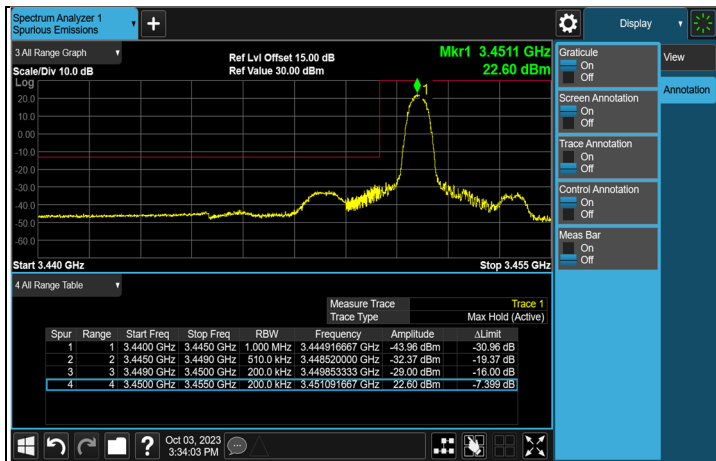 Spectrum Analyzer 1
Spurious Emissions
Display
3 All Range Graph
Scale/Div 10.0 dB
Ref Lvl Offset 15.00 dB
Ref Value 30.00 dBm
Mkr1 3.4511 GHz
22.60 dBm
Log
20.0
10.0
0.00
-10.0
-20.0
-30.0
-40.0
-50.0
-60.0
1
Start 3.440 GHz
Stop 3.455 GHz
Graticule
On
Off
Screen Annotation
On
Off
Trace Annotation
On
Off
Control Annotation
On
Off
Meas Bar
On
Off
View
Annotation
4 All Range Table
Measure Trace Trace 1
Trace Type Max Hold (Active)
Spur Range Start Freq Stop Freq RBW Frequency Amplitude ΔLimit
1 1 3.4400 GHz 3.4450 GHz 1.000 MHz 3.444916667 GHz -43.96 dBm -30.96 dB
2 2 3.4450 GHz 3.4490 GHz 510.0 kHz 3.448520000 GHz -32.37 dBm -19.37 dB
3 3 3.4490 GHz 3.4500 GHz 200.0 kHz 3.449853333 GHz -29.00 dBm -16.00 dB
4 4 3.4500 GHz 3.4550 GHz 200.0 kHz 3.451091667 GHz 22.60 dBm -7.399 dB
?
Oct 03, 2023
3:34:03 PM